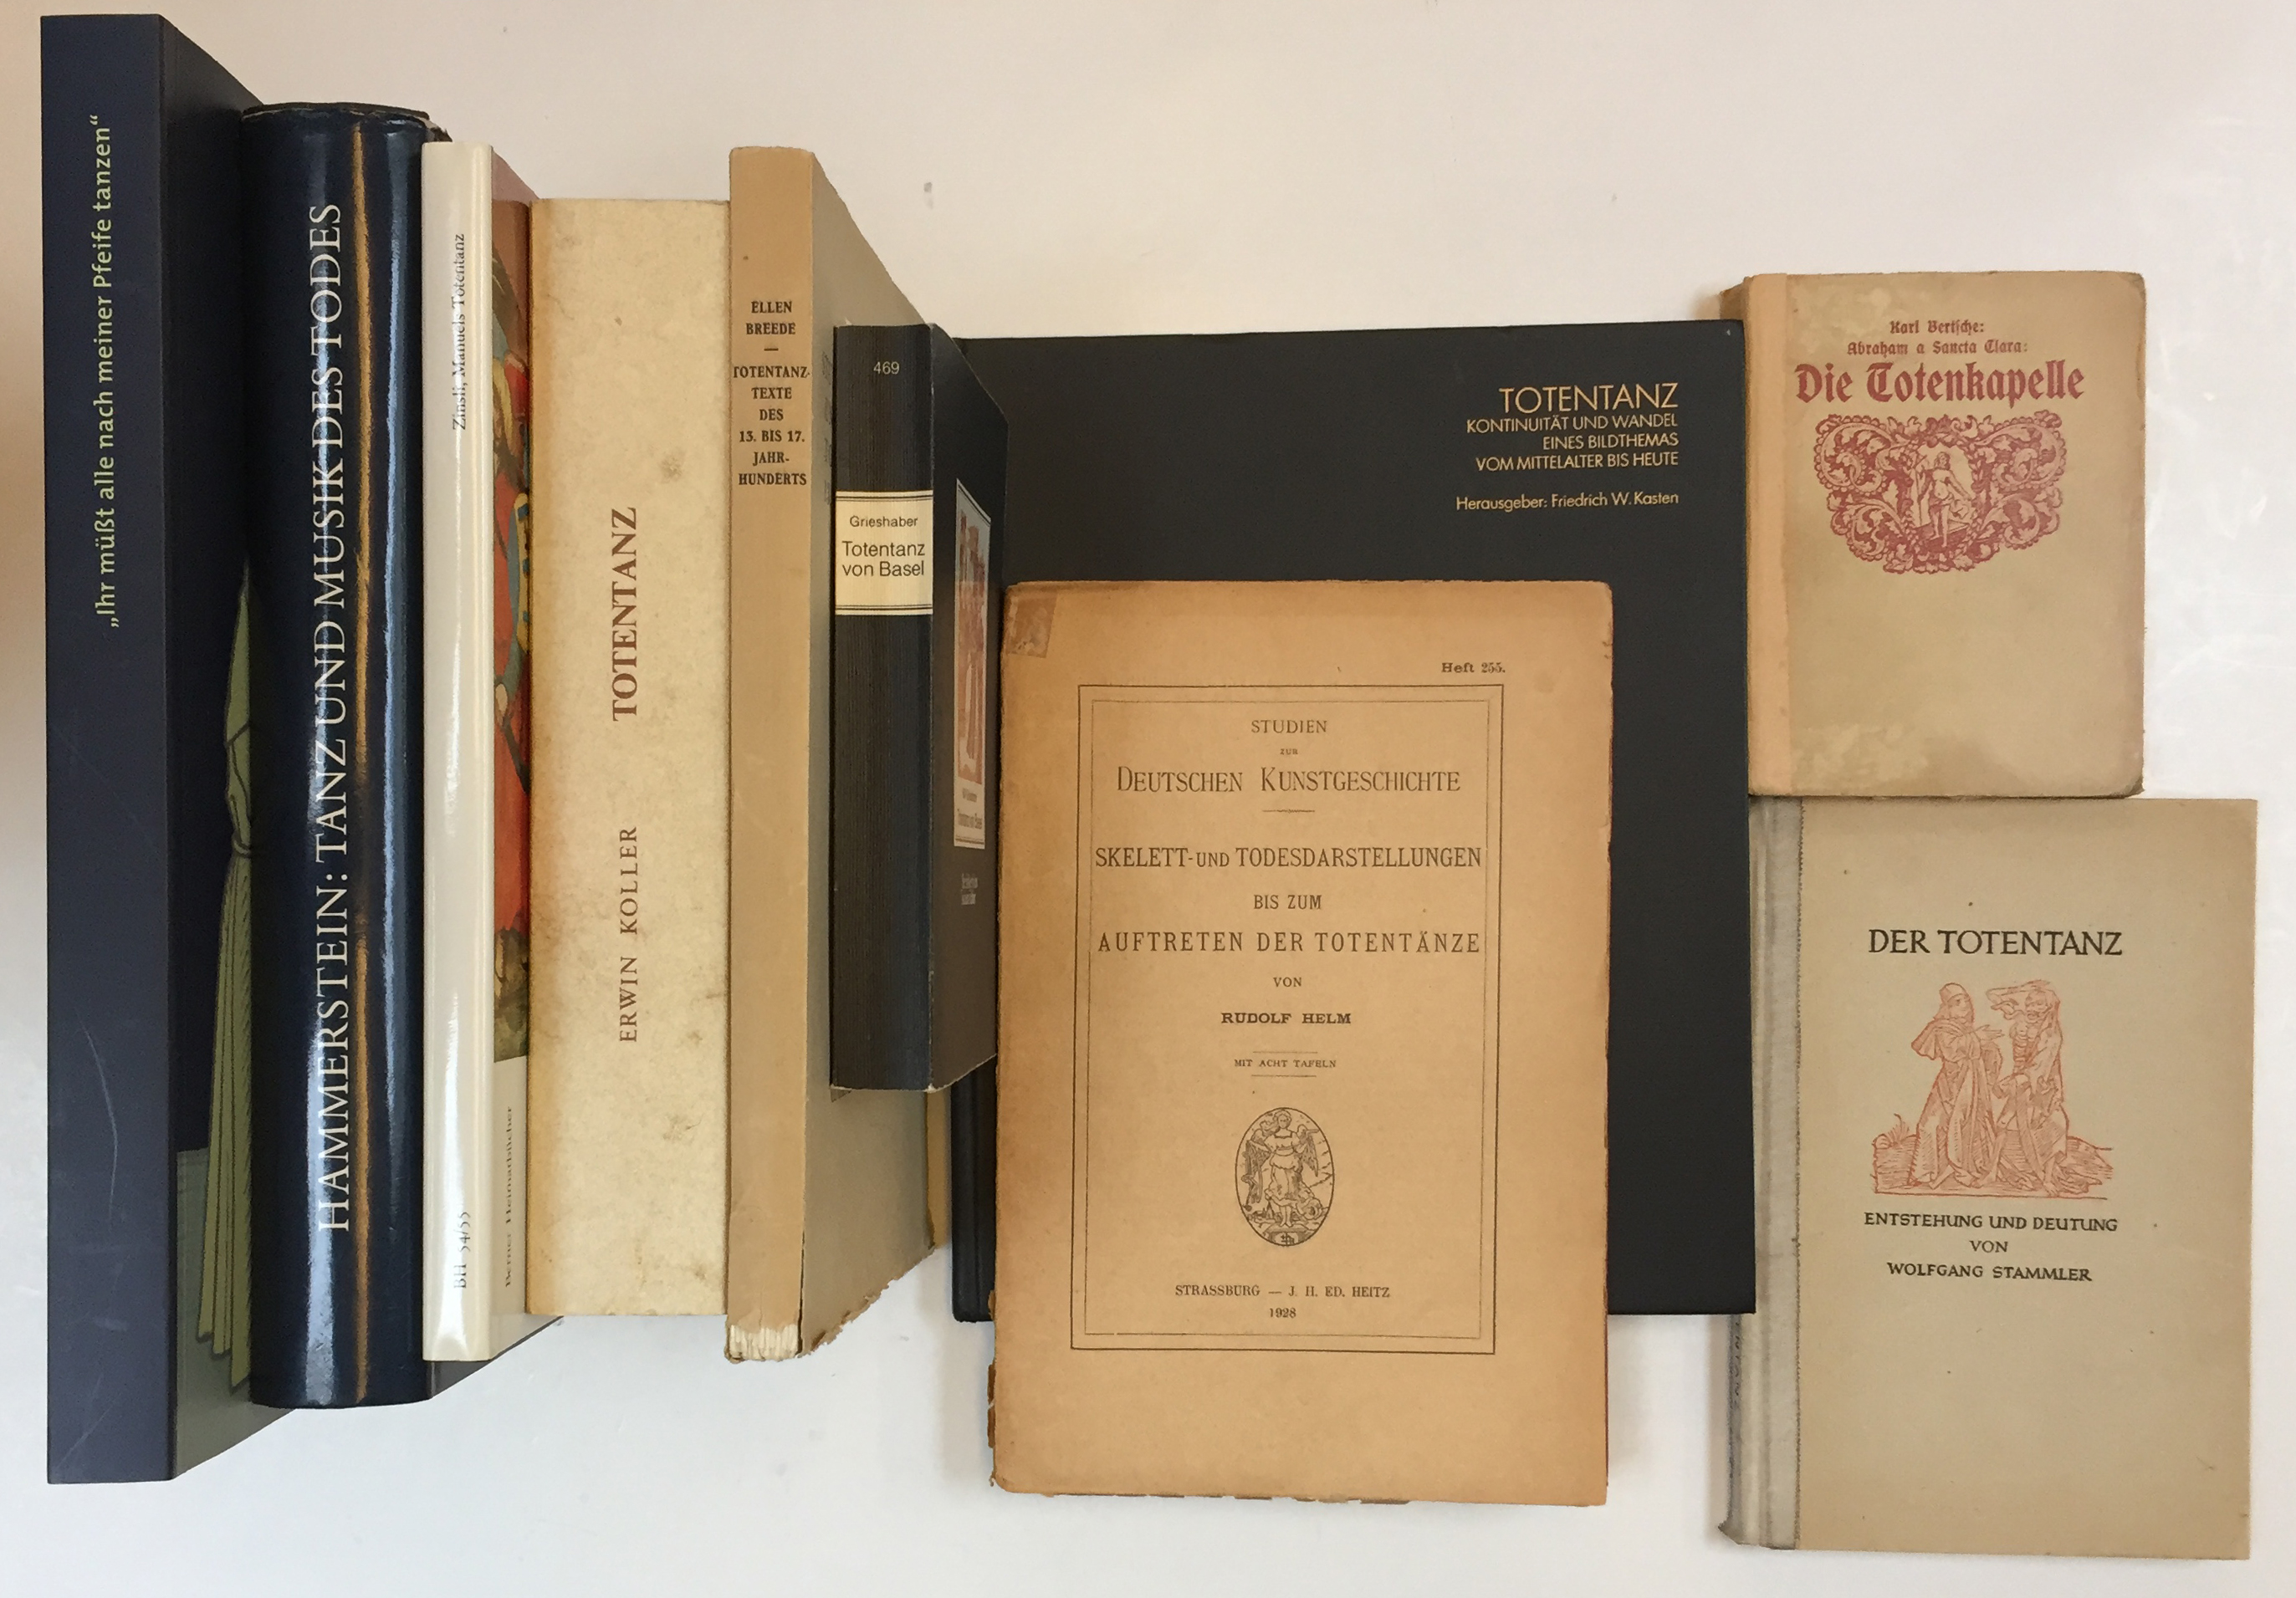 „Ihr müßt alle nach meiner Pfeife tanzen“
HAMMERSTEIN: TANZ UND MUSIK DES TODES
Zinsli, Manuels Totentanz
BH 54/55
Berner Heimatbücher
ERWIN KOLLER TOTENTANZ
ELLEN
BREEDE
—
TOTENTANZ-
TEXTE
DES
13. BIS 17.
JAHR-
HUNDERTS
469
Grieshaber
Totentanz
von Basel
TOTENTANZ
KONTINUITÄT UND WANDEL
EINES BILDTHEMAS
VOM MITTELALTER BIS HEUTE
Herausgeber: Friedrich W. Kasten
Heft 255.
STUDIEN
ZUR
DEUTSCHEN KUNSTGESCHICHTE
SKELETT- UND TODESDARSTELLUNGEN
BIS ZUM
AUFTRETEN DER TOTENTÄNZE
VON
RUDOLF HELM
MIT ACHT TAFELN
STRASSBURG — J. H. ED. HEITZ
1928
Karl Bertsche:
Abraham a Sancta Clara:
Die Totenkapelle
DER TOTENTANZ
ENTSTEHUNG UND DEUTUNG
VON
WOLFGANG STAMMLER